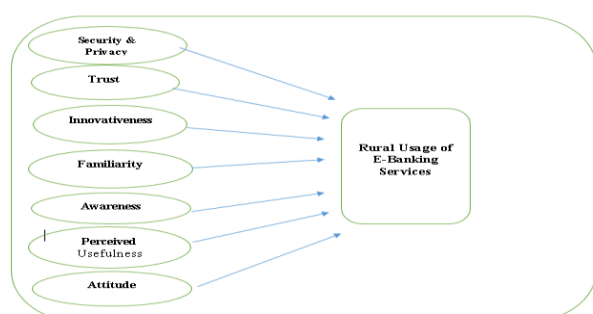 Security &
Privacy
Trust
Innovativeness
Familiarity
Awareness
Perceived
Usefulness
Attitude
Rural Usage of
E-Banking
Services